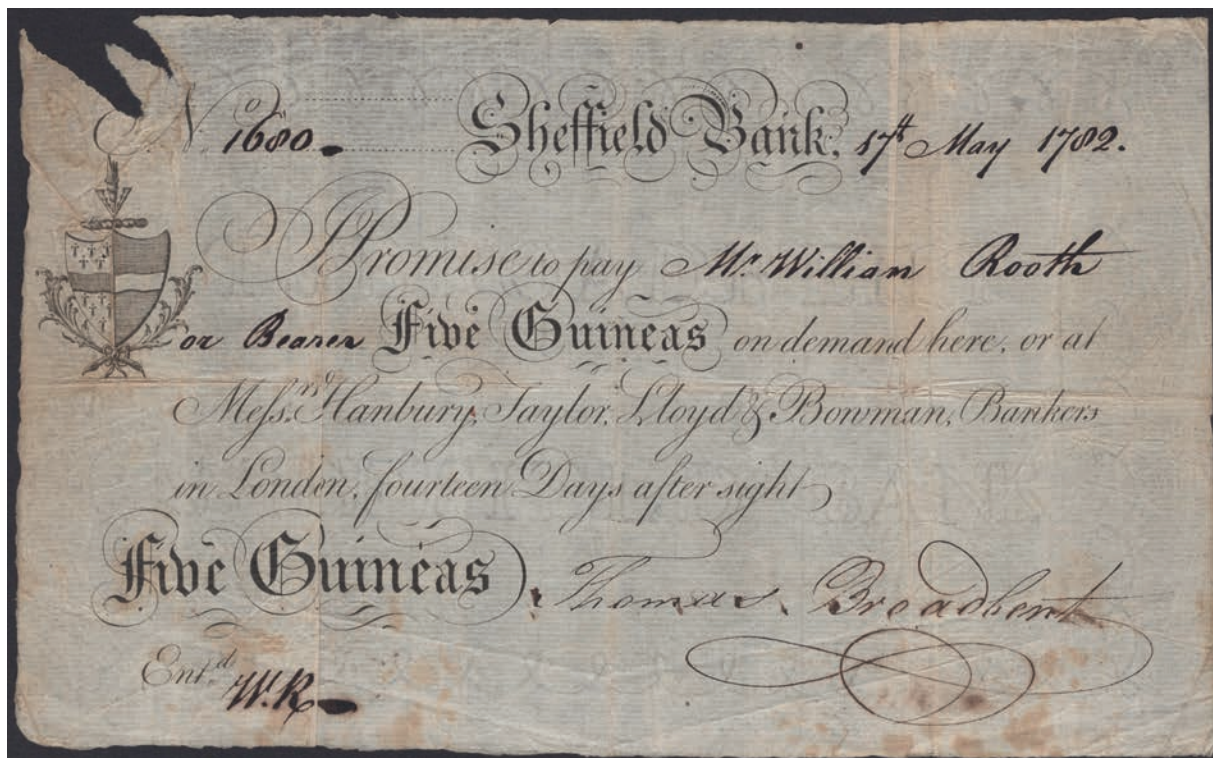 No. 1680 Sheffield Bank, 17th May 1782.
I Promise to pay Mr. William Rooth
or Bearer Five Guineas on demand here, or at
Meſsrs. Hanbury, Taylor, Lloyd & Bowman, Bankers
in London, fourteen Days after sight
Five Guineas. Thomas Broadbent
Entd. W.R.